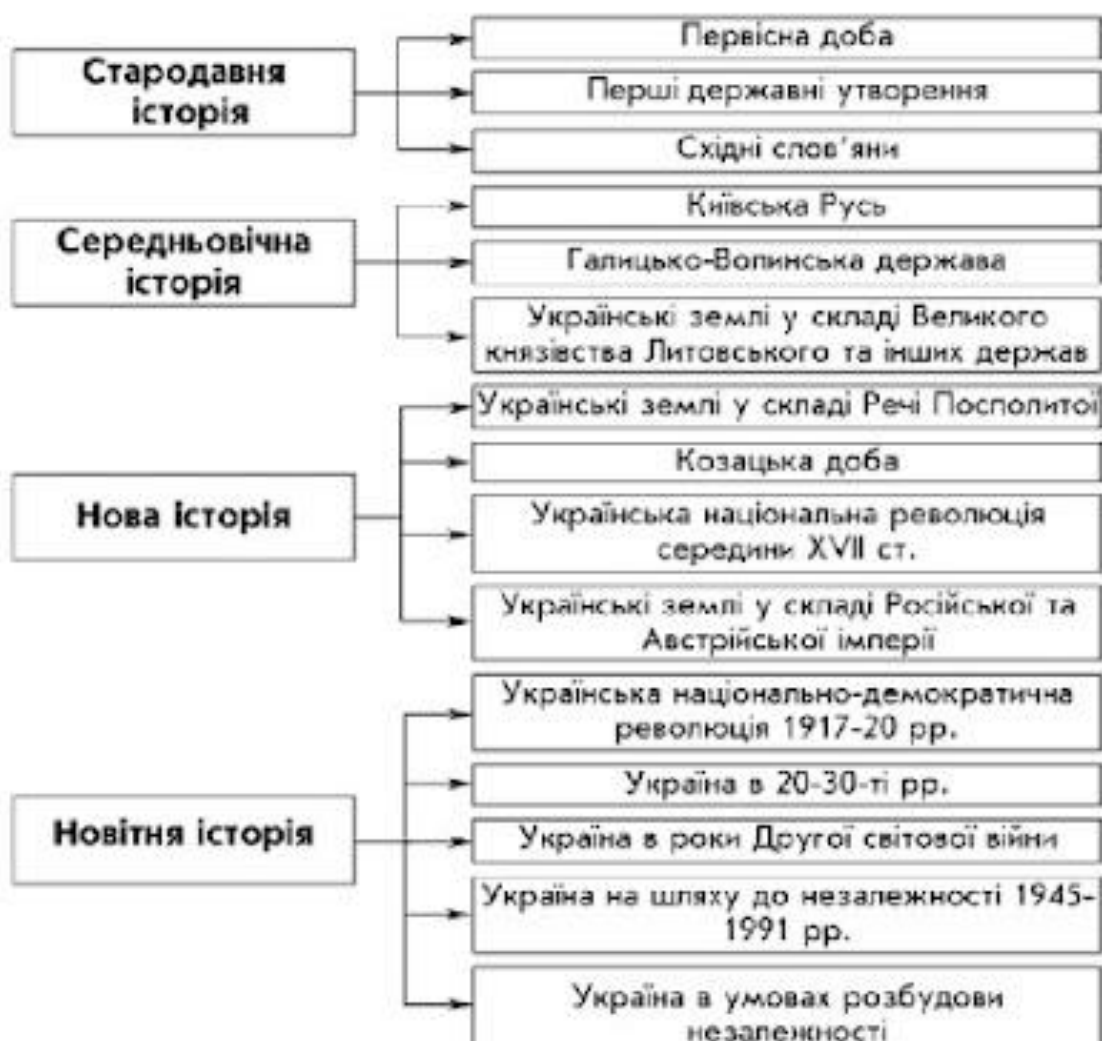 Стародавня
історія
Первісна доба
Перші державні утворення
Східні слов'яни
Середньовічна
історія
Київська Русь
Галицько-Волинська держава
Українські землі у складі Великого
князівства Литовського та інших держав
Нова історія
Українські землі у складі Речі Посполитої
Козацька доба
Українська національна революція
середини XVII ст.
Українські землі у складі Російської та
Австрійської імперії
Новітня історія
Українська національно-демократична
революція 1917-20 рр.
Україна в 20-30-ті рр.
Україна в роки Другої світової війни
Україна на шляху до незалежності 1945-
1991 рр.
Україна в умовах розбудови
незалежності